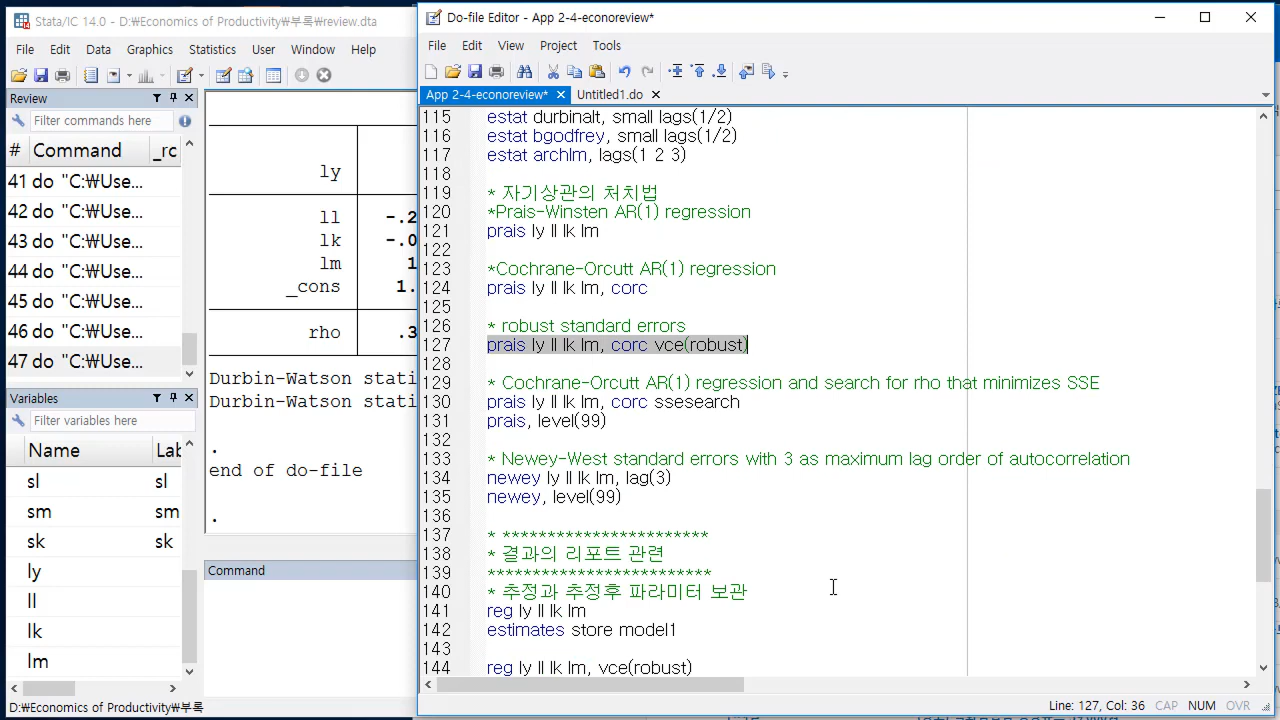 Stata/IC 14.0 - D:₩Economics of Productivity₩부록₩review.dta
File Edit Data Graphics Statistics User Window Help
Review
Filter commands here
# Command _rc
41 do "C:₩Use...
42 do "C:₩Use...
43 do "C:₩Use...
44 do "C:₩Use...
45 do "C:₩Use...
46 do "C:₩Use...
47 do "C:₩Use...
Variables
Filter variables here
Name Lab
sl sl
sm sm
sk sk
ly
ll
lk
lm
D:₩Economics of Productivity₩부록
ly
ll -.2
lk -.0
lm 1
_cons 1.
rho .3
Durbin-Watson stati
Durbin-Watson stati
.
end of do-file
.
Command
Do-file Editor - App 2-4-econoreview*
File Edit View Project Tools
App 2-4-econoreview* Untitled1.do
115 estat durbinalt, small lags(1/2)
116 estat bgodfrey, small lags(1/2)
117 estat archlm, lags(1 2 3)
118
119 * 자기상관의 처치법
120 *Prais-Winsten AR(1) regression
121 prais ly ll lk lm
122
123 *Cochrane-Orcutt AR(1) regression
124 prais ly ll lk lm, corc
125
126 * robust standard errors
127 prais ly ll lk lm, corc vce(robust)
128
129 * Cochrane-Orcutt AR(1) regression and search for rho that minimizes SSE
130 prais ly ll lk lm, corc ssesearch
131 prais, level(99)
132
133 * Newey-West standard errors with 3 as maximum lag order of autocorrelation
134 newey ly ll lk lm, lag(3)
135 newey, level(99)
136
137 * ***********************
138 * 결과의 리포트 관련
139 *************************
140 * 추정과 추정후 파라미터 보관
141 reg ly ll lk lm
142 estimates store model1
143
144 reg ly ll lk lm, vce(robust)
Line: 127, Col: 36 CAP NUM OVR